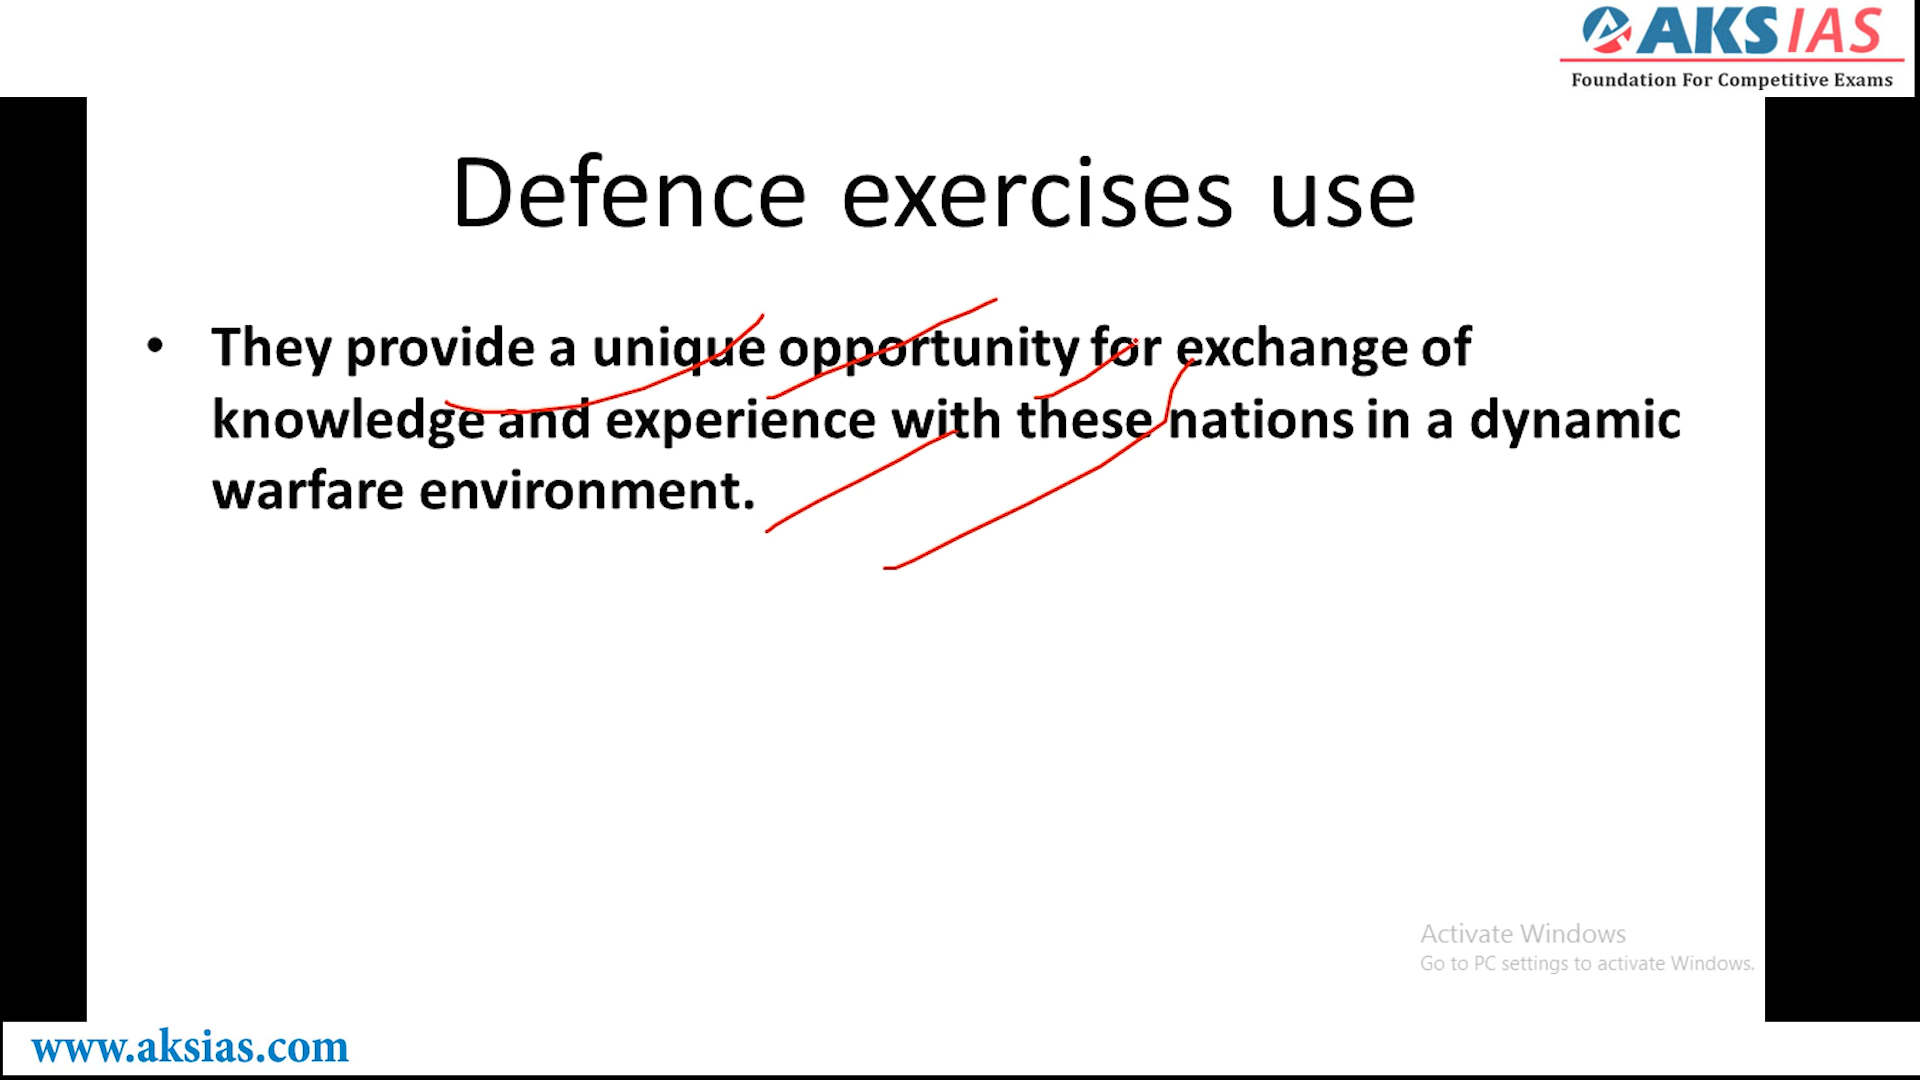 AKS IAS
Foundation For Competitive Exams
Defence exercises use
• They provide a unique opportunity for exchange of
knowledge and experience with these nations in a dynamic
warfare environment.
Activate Windows
Go to PC settings to activate Windows.
www.aksias.com